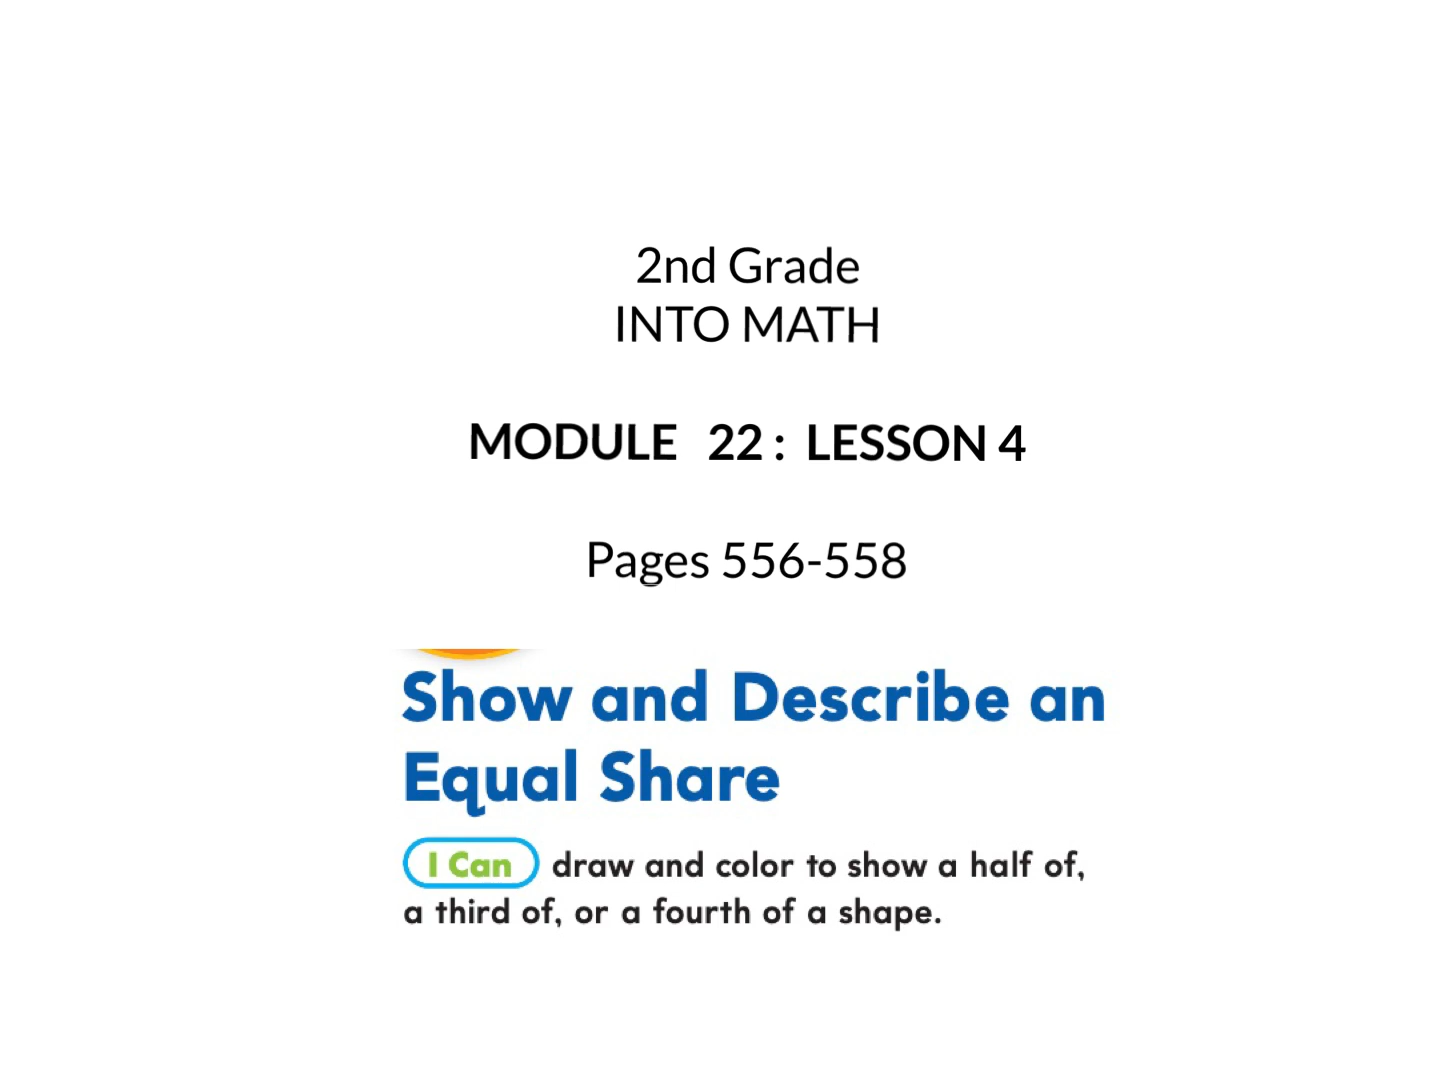 2nd Grade
INTO MATH
MODULE 22 : LESSON 4
Pages 556-558
Show and Describe an
Equal Share
I Can draw and color to show a half of,
a third of, or a fourth of a shape.